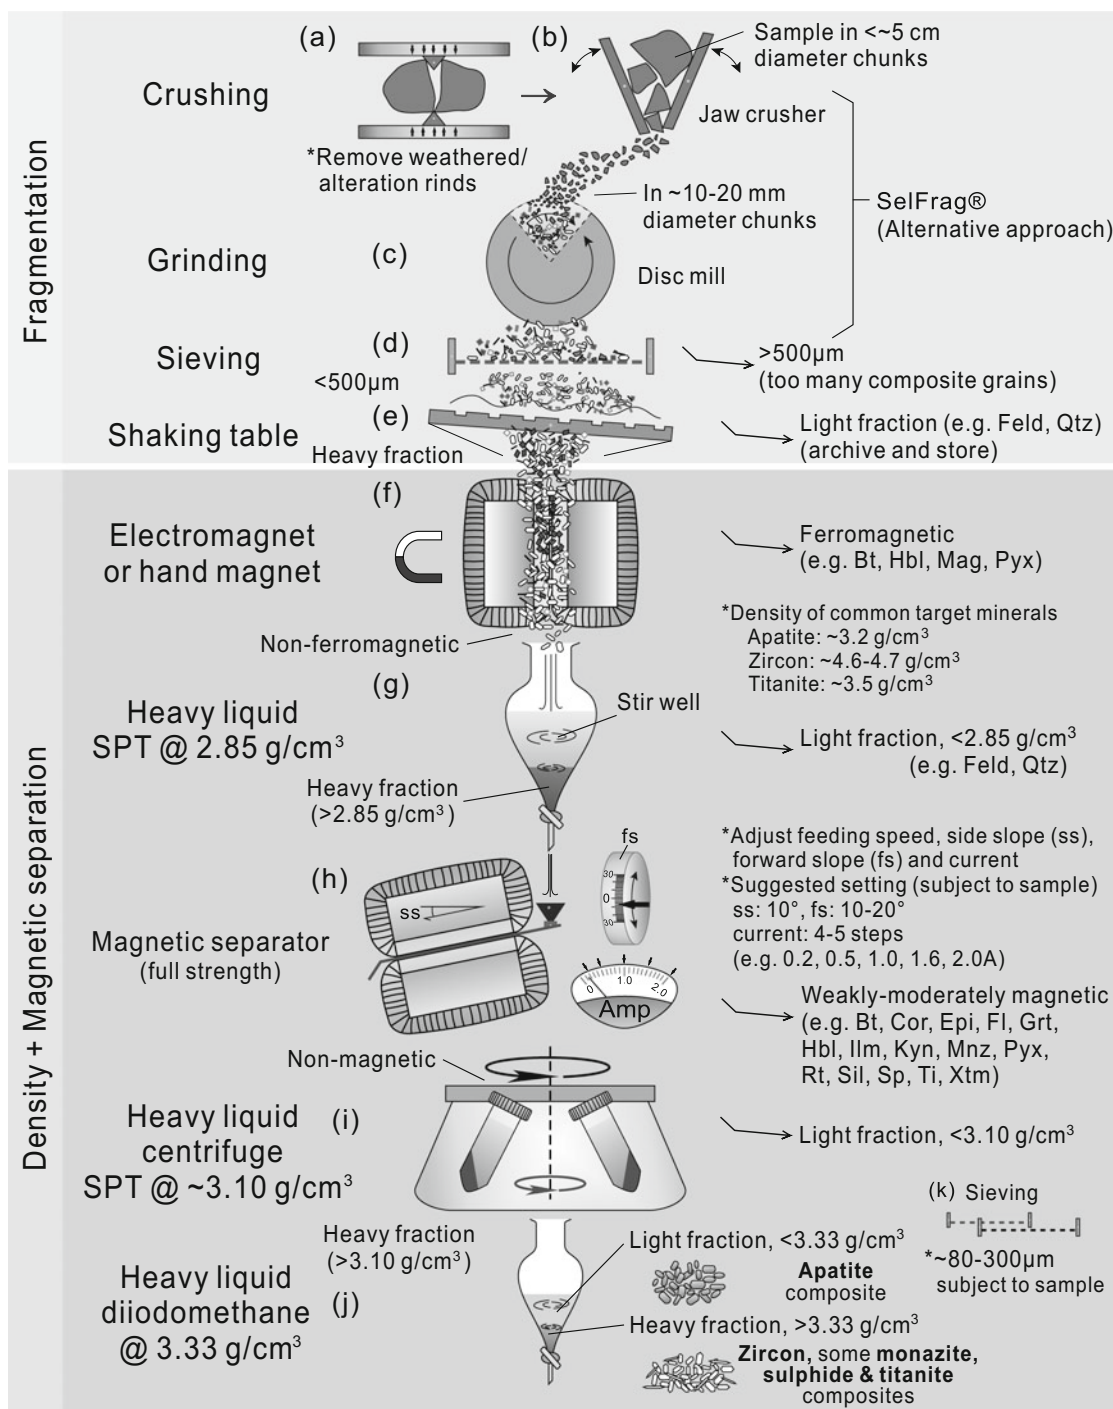 Fragmentation
Crushing
(a)
*Remove weathered/
alteration rinds
(b)
Sample in <~5 cm
diameter chunks
Jaw crusher
In ~10-20 mm
diameter chunks
SelFrag®
(Alternative approach)
Grinding
(c)
Disc mill
Sieving
(d)
<500µm
>500µm
(too many composite grains)
Shaking table
(e)
Heavy fraction
Light fraction (e.g. Feld, Qtz)
(archive and store)
Density + Magnetic separation
(f)
Electromagnet
or hand magnet
Non-ferromagnetic
Ferromagnetic
(e.g. Bt, Hbl, Mag, Pyx)
*Density of common target minerals
Apatite: ~3.2 g/cm³
Zircon: ~4.6-4.7 g/cm³
Titanite: ~3.5 g/cm³
(g)
Heavy liquid
SPT @ 2.85 g/cm³
Stir well
Heavy fraction
(>2.85 g/cm³)
Light fraction, <2.85 g/cm³
(e.g. Feld, Qtz)
(h)
Magnetic separator
(full strength)
ss
fs
30
0
30
0
1.0
2.0
Amp
*Adjust feeding speed, side slope (ss),
forward slope (fs) and current
*Suggested setting (subject to sample)
ss: 10°, fs: 10-20°
current: 4-5 steps
(e.g. 0.2, 0.5, 1.0, 1.6, 2.0A)
Weakly-moderately magnetic
(e.g. Bt, Cor, Epi, Fl, Grt,
Hbl, Ilm, Kyn, Mnz, Pyx,
Rt, Sil, Sp, Ti, Xtm)
Non-magnetic
(i)
Heavy liquid
centrifuge
SPT @ ~3.10 g/cm³
Light fraction, <3.10 g/cm³
Heavy fraction
(>3.10 g/cm³)
(j)
Heavy liquid
diiodomethane
@ 3.33 g/cm³
Light fraction, <3.33 g/cm³
Apatite
composite
Heavy fraction, >3.33 g/cm³
Zircon, some monazite,
sulphide & titanite
composites
(k) Sieving
*~80-300µm
subject to sample